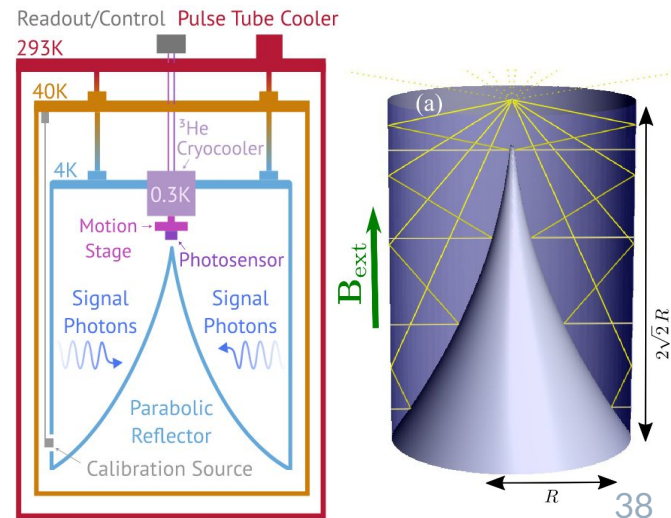 Readout/Control Pulse Tube Cooler
293K
40K
³He
Cryocooler
4K
0.3K
Motion
Stage
Photosensor
Signal
Photons
Signal
Photons
Parabolic
Reflector
Calibration Source
(a)
B_ext
2√2 R
R
38